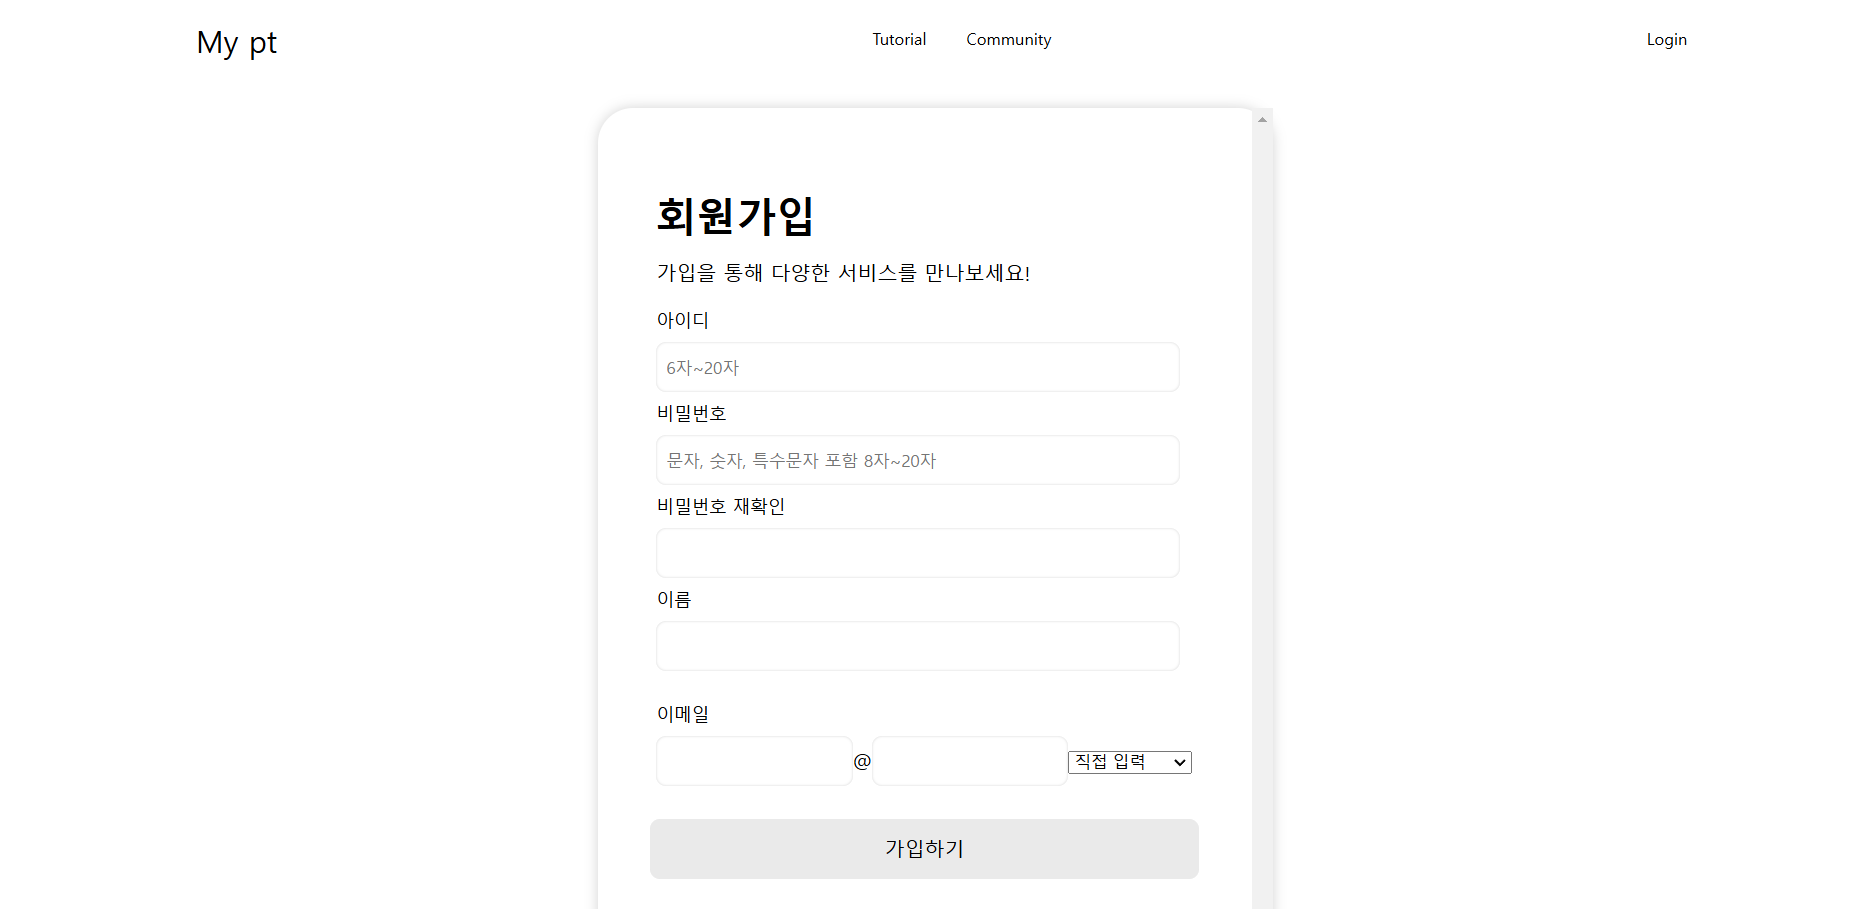 My pt
Tutorial Community
Login
회원가입
가입을 통해 다양한 서비스를 만나보세요!
아이디
6자~20자
비밀번호
문자, 숫자, 특수문자 포함 8자~20자
비밀번호 재확인
이름
이메일
@ 직접 입력
가입하기